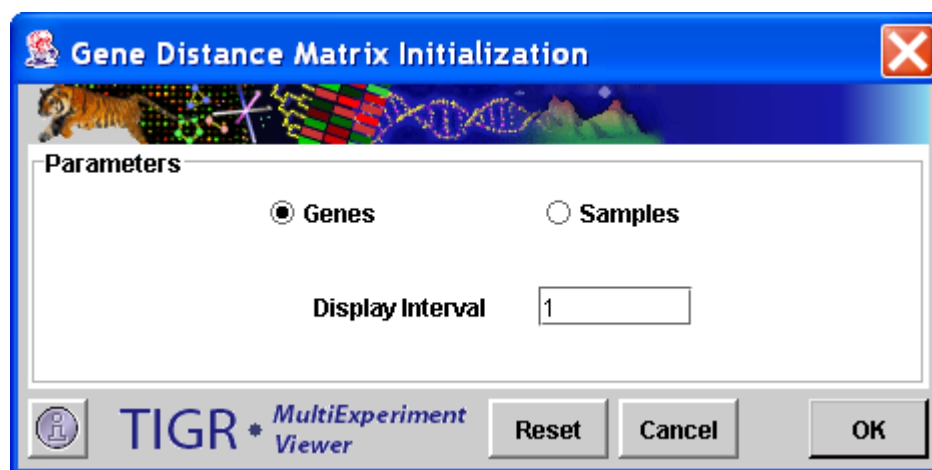 Gene Distance Matrix Initialization
Parameters
Genes Samples
Display Interval 1
TIGR MultiExperiment Viewer Reset Cancel OK